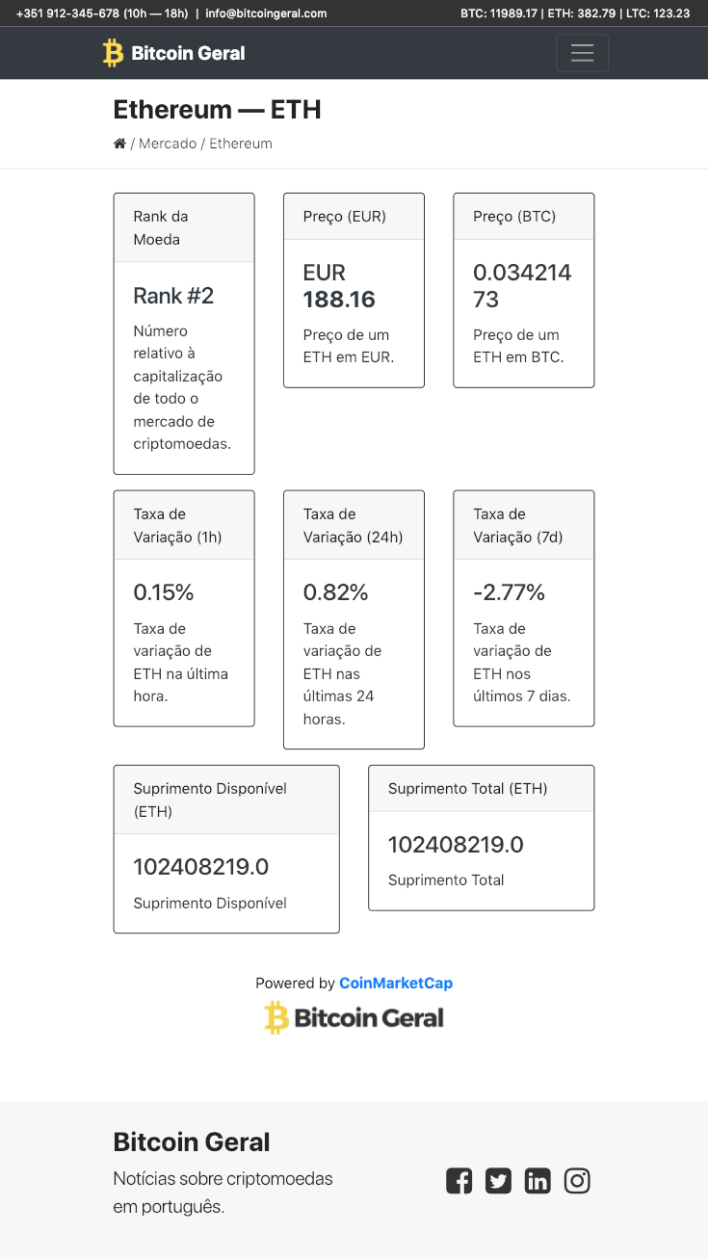 +351 912-345-678 (10h — 18h) | info@bitcoingeral.com
BTC: 11989.17 | ETH: 382.79 | LTC: 123.23
Bitcoin Geral
Ethereum — ETH
/ Mercado / Ethereum
Rank da
Moeda
Rank #2
Número
relativo à
capitalização
de todo o
mercado de
criptomoedas.
Preço (EUR)
EUR
188.16
Preço de um
ETH em EUR.
Preço (BTC)
0.034214
73
Preço de um
ETH em BTC.
Taxa de
Variação (1h)
0.15%
Taxa de
variação de
ETH na última
hora.
Taxa de
Variação (24h)
0.82%
Taxa de
variação de
ETH nas
últimas 24
horas.
Taxa de
Variação (7d)
-2.77%
Taxa de
variação de
ETH nos
últimos 7 dias.
Suprimento Disponível
(ETH)
102408219.0
Suprimento Disponível
Suprimento Total (ETH)
102408219.0
Suprimento Total
Powered by CoinMarketCap
Bitcoin Geral
Bitcoin Geral
Notícias sobre criptomoedas
em português.